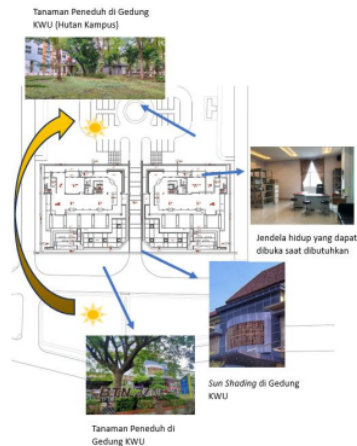 Tanaman Peneduh di Gedung
KWU (Hutan Kampus)
Jendela hidup yang dapat
dibuka saat dibutuhkan
Sun Shading di Gedung
KWU
Tanaman Peneduh di
Gedung KWU